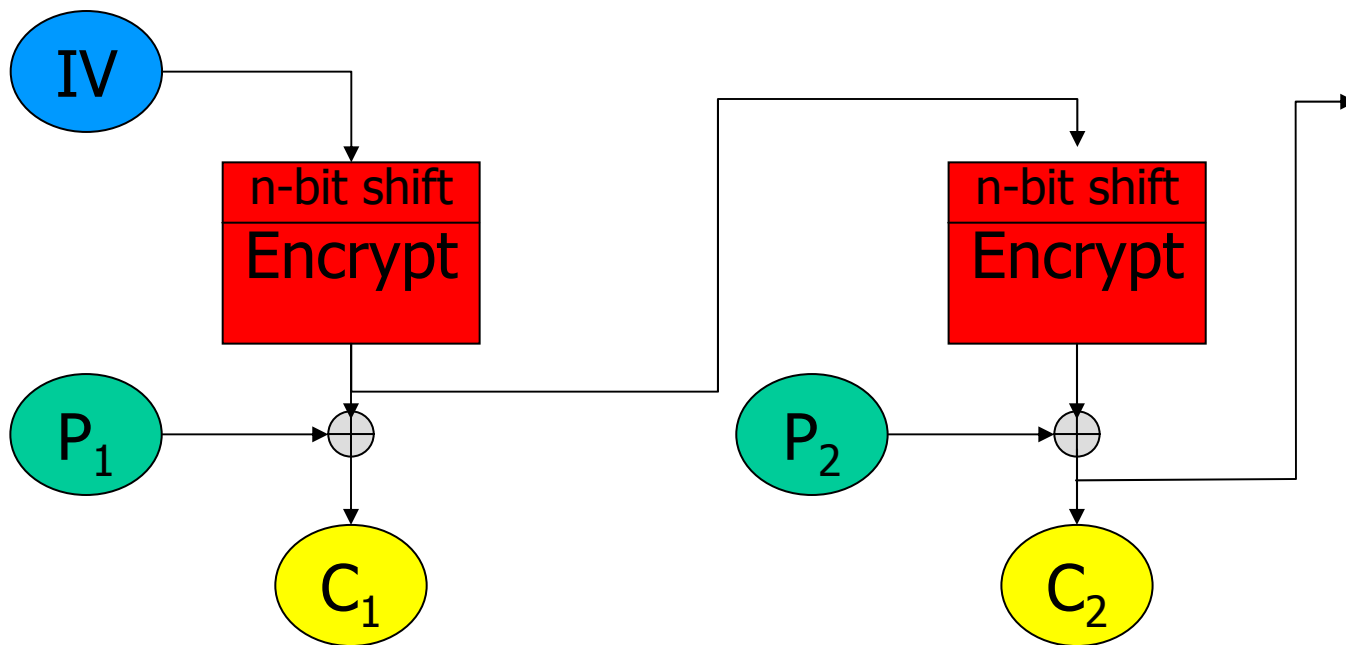 IV
n-bit shift
Encrypt
n-bit shift
Encrypt
P₁
P₂
C₁
C₂